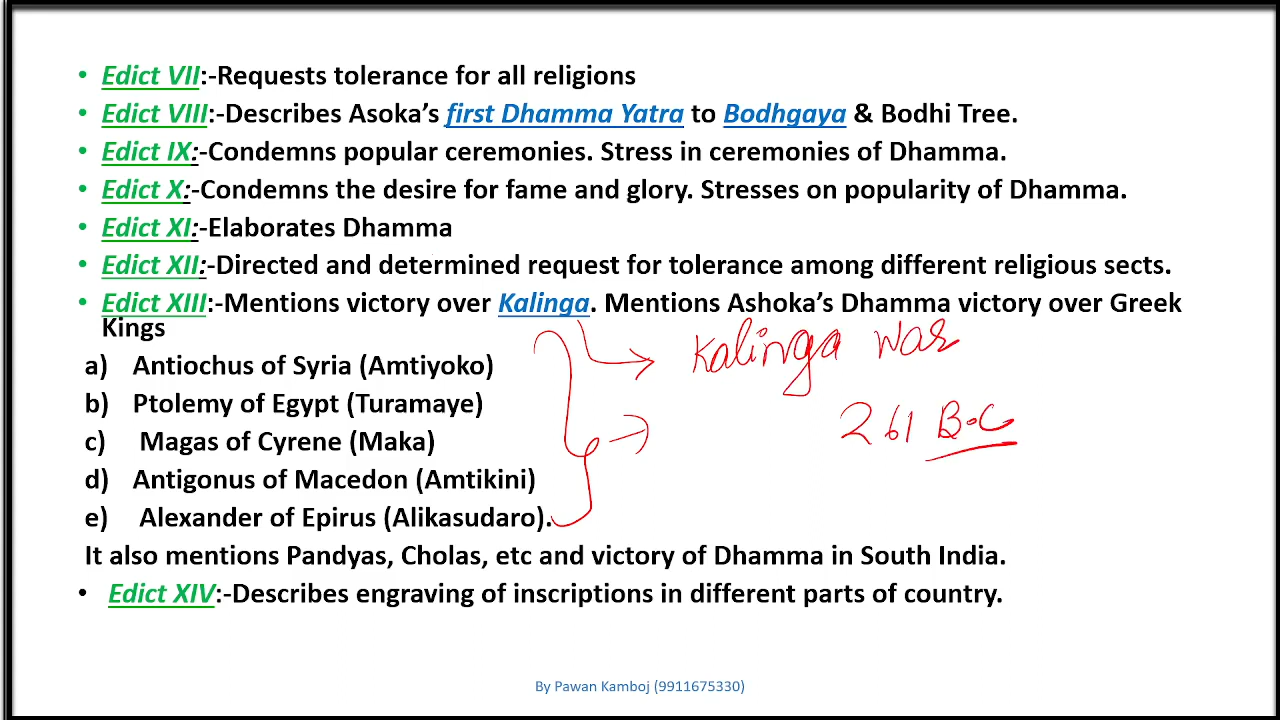 • Edict VII:-Requests tolerance for all religions
• Edict VIII:-Describes Asoka’s first Dhamma Yatra to Bodhgaya & Bodhi Tree.
• Edict IX:-Condemns popular ceremonies. Stress in ceremonies of Dhamma.
• Edict X:-Condemns the desire for fame and glory. Stresses on popularity of Dhamma.
• Edict XI:-Elaborates Dhamma
• Edict XII:-Directed and determined request for tolerance among different religious sects.
• Edict XIII:-Mentions victory over Kalinga. Mentions Ashoka’s Dhamma victory over Greek
Kings
Kalinga war
a) Antiochus of Syria (Amtiyoko)
b) Ptolemy of Egypt (Turamaye)
261 B.C
c) Magas of Cyrene (Maka)
d) Antigonus of Macedon (Amtikini)
e) Alexander of Epirus (Alikasudaro).
It also mentions Pandyas, Cholas, etc and victory of Dhamma in South India.
• Edict XIV:-Describes engraving of inscriptions in different parts of country.
By Pawan Kamboj (9911675330)